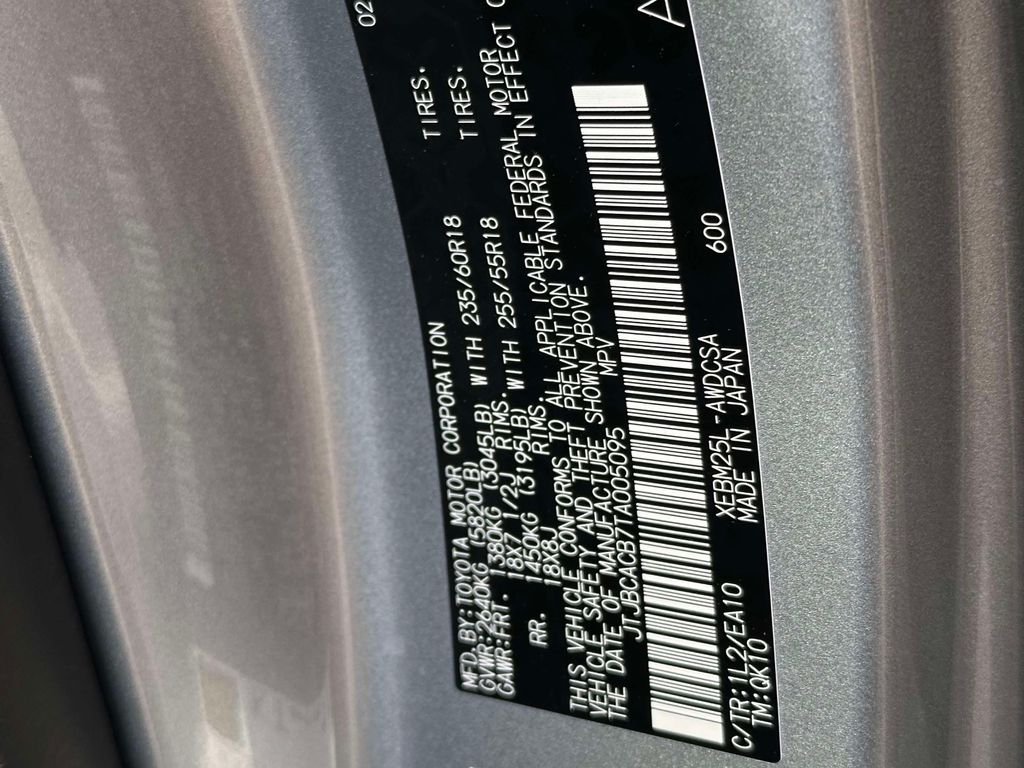 MFD. BY: TOYOTA MOTOR CORPORATION 02
GVWR: 2640KG (5820LB)
GAWR: FRT. 1380KG (3045LB) WITH 235/60R18 TIRES.
18X7 1/2J RIMS.
RR. 1450KG (3195LB) WITH 255/55R18 TIRES.
18X8J RIMS.
THIS VEHICLE CONFORMS TO ALL APPLICABLE FEDERAL MOTOR
VEHICLE SAFETY AND THEFT PREVENTION STANDARDS IN EFFECT O
THE DATE OF MANUFACTURE SHOWN ABOVE.
JTJBCACB7TA005095 MPV
C/TR: 1L2/EA10 XEBM25L -AWDCSA 600 A
TM: QK10 MADE IN JAPAN